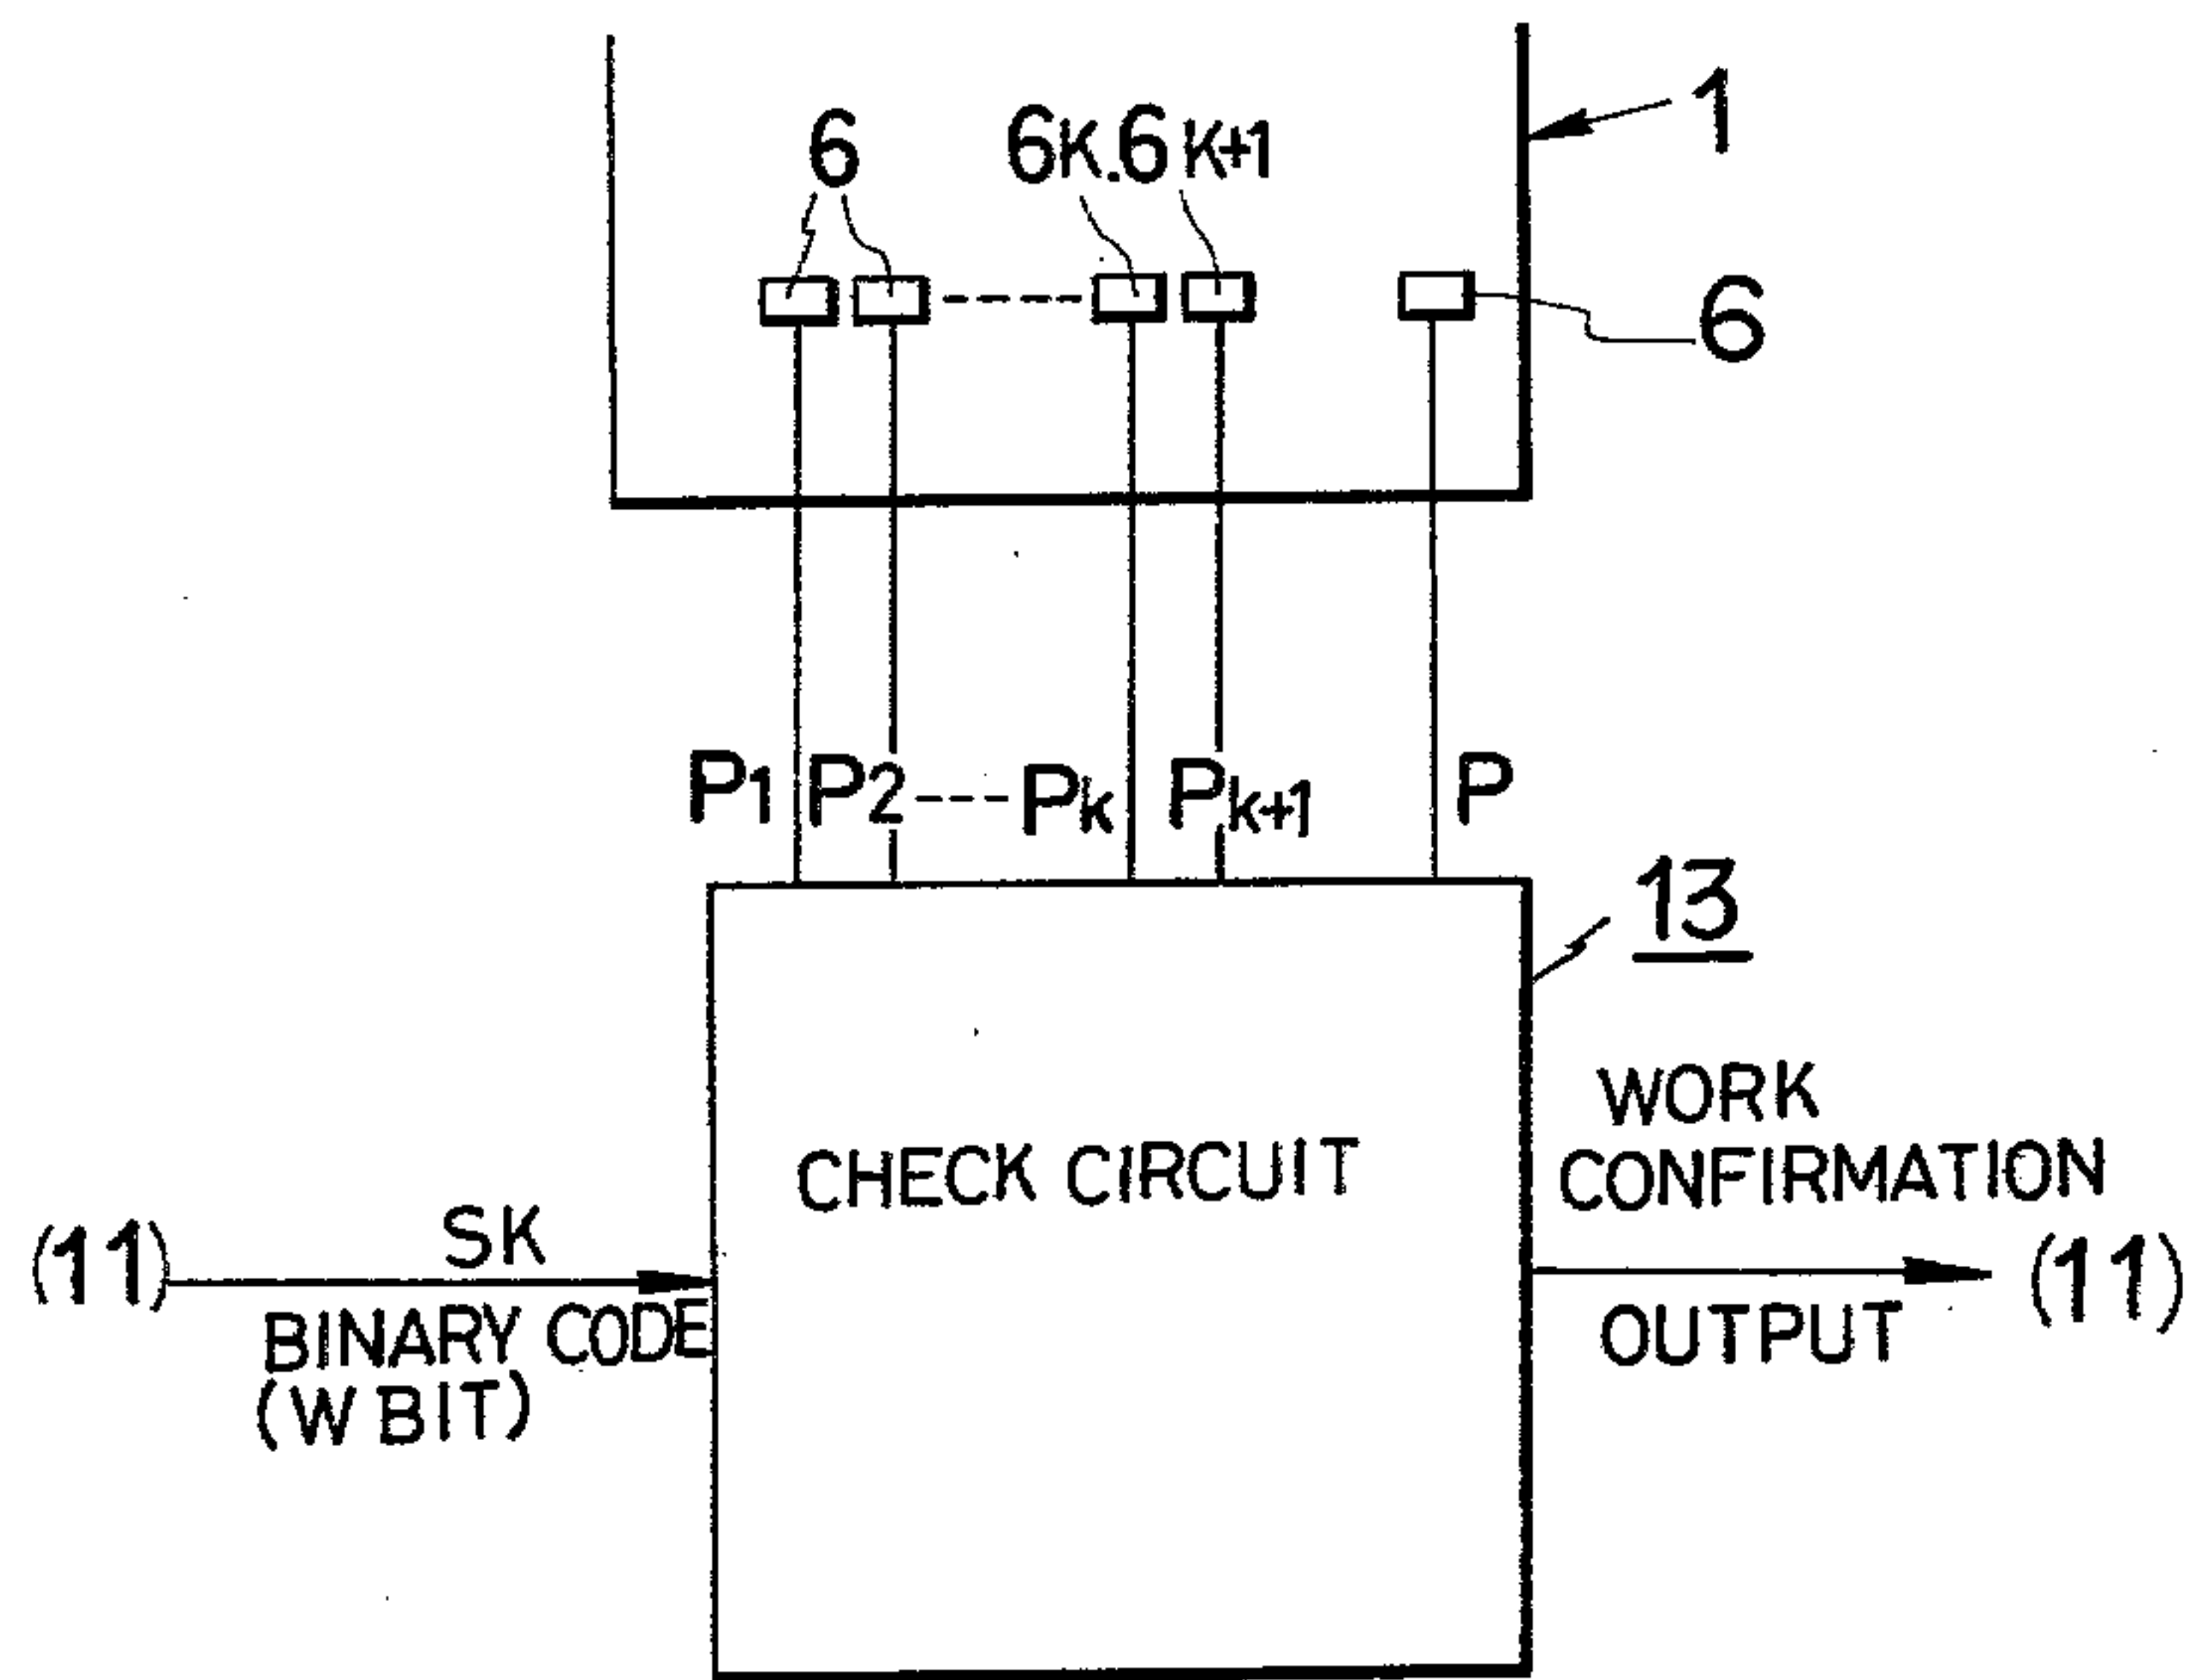 1
6 6K.6K+1
6
P1 P2 ---- Pk Pk+1 P
13
CHECK CIRCUIT
WORK
CONFIRMATION
OUTPUT
(11)
(11)
SK
BINARY CODE
(W BIT)